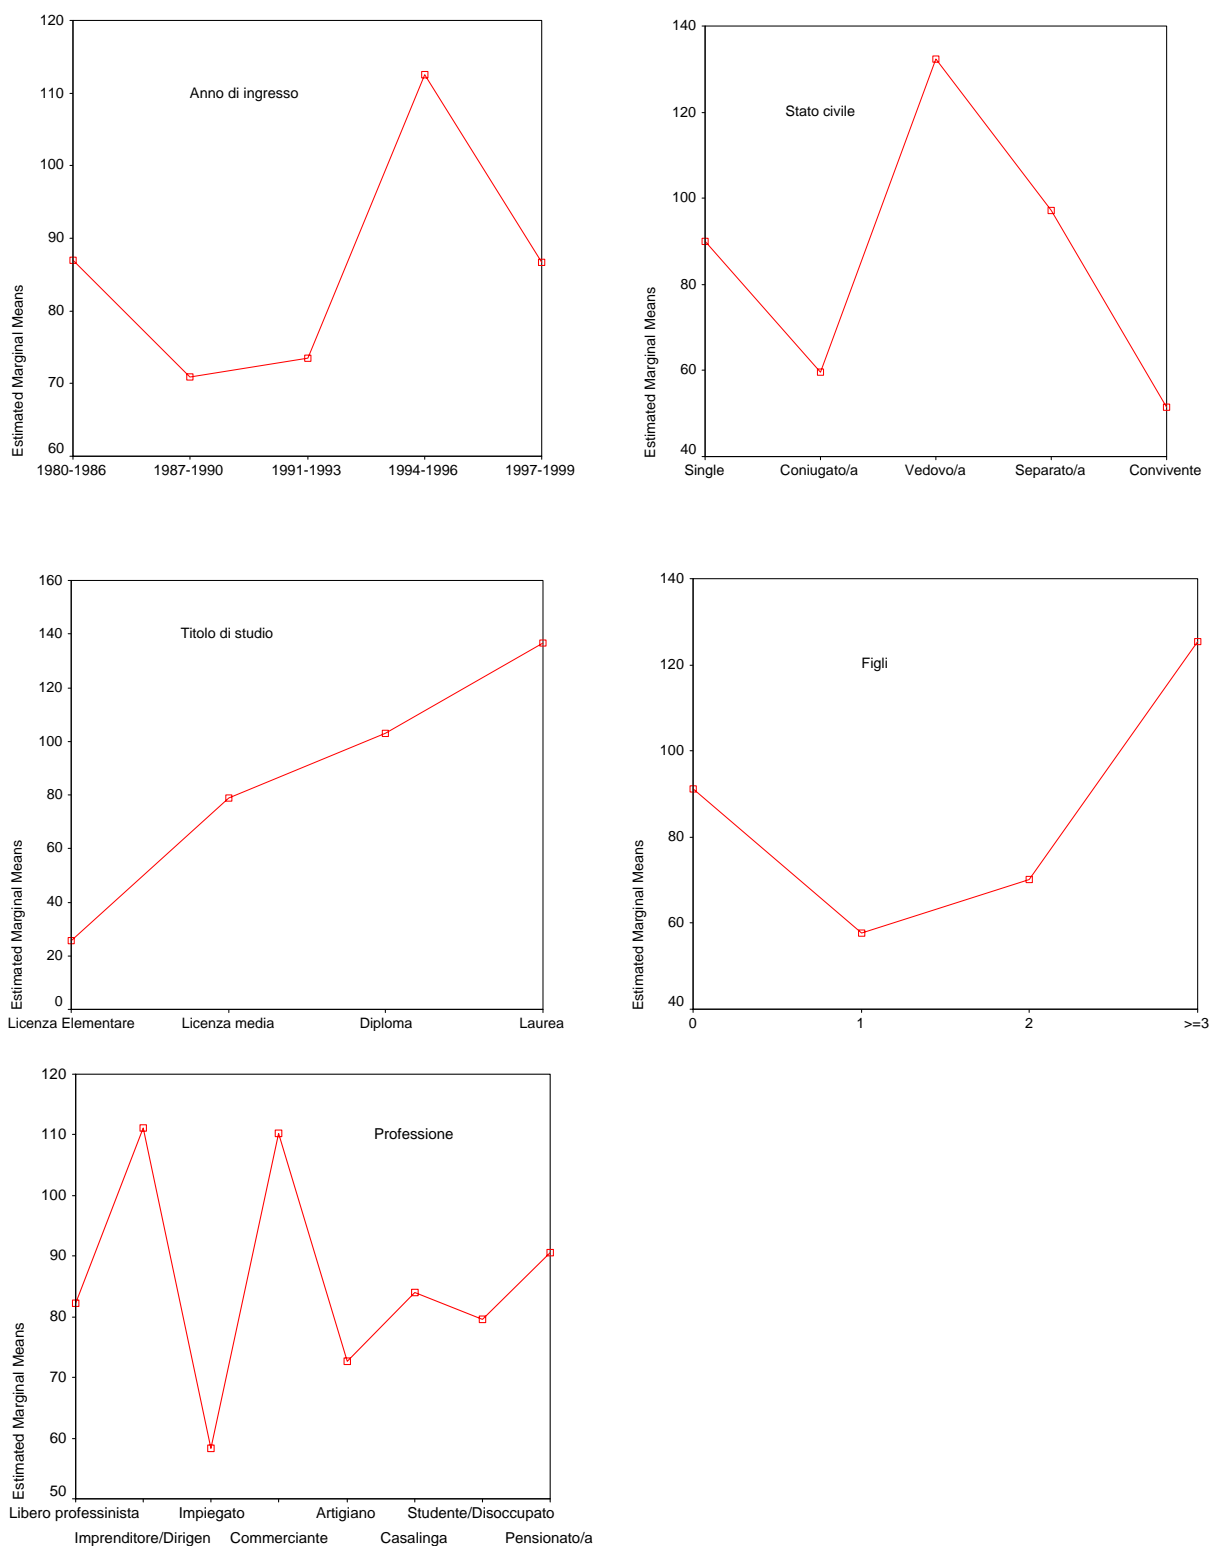 120
110
100
90
80
70
60
Estimated Marginal Means
Anno di ingresso
1980-1986 1987-1990 1991-1993 1994-1996 1997-1999
140
120
100
80
60
40
Estimated Marginal Means
Stato civile
Single Coniugato/a Vedovo/a Separato/a Convivente
160
140
120
100
80
60
40
20
0
Estimated Marginal Means
Titolo di studio
Licenza Elementare Licenza media Diploma Laurea
140
120
100
80
60
40
Estimated Marginal Means
Figli
0 1 2 >=3
120
110
100
90
80
70
60
50
Estimated Marginal Means
Professione
Libero professinista Impiegato Artigiano Studente/Disoccupato
Imprenditore/Dirigen Commerciante Casalinga Pensionato/a